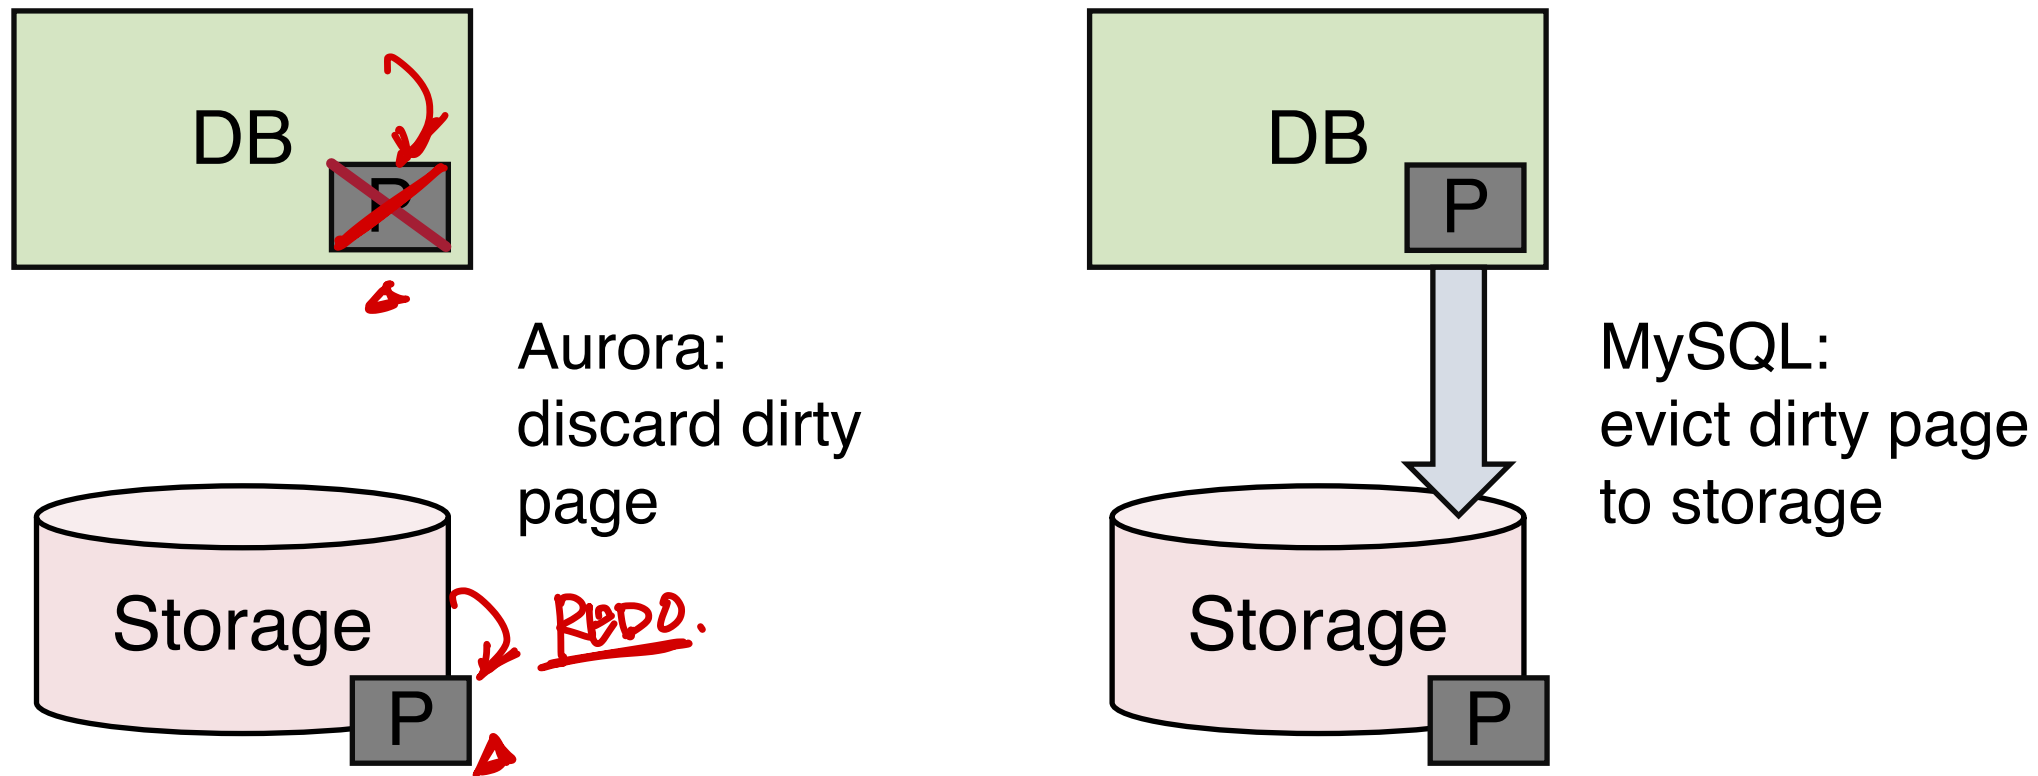 DB
P
Aurora:
discard dirty
page
Storage
REDO.
P
DB
P
MySQL:
evict dirty page
to storage
Storage
P